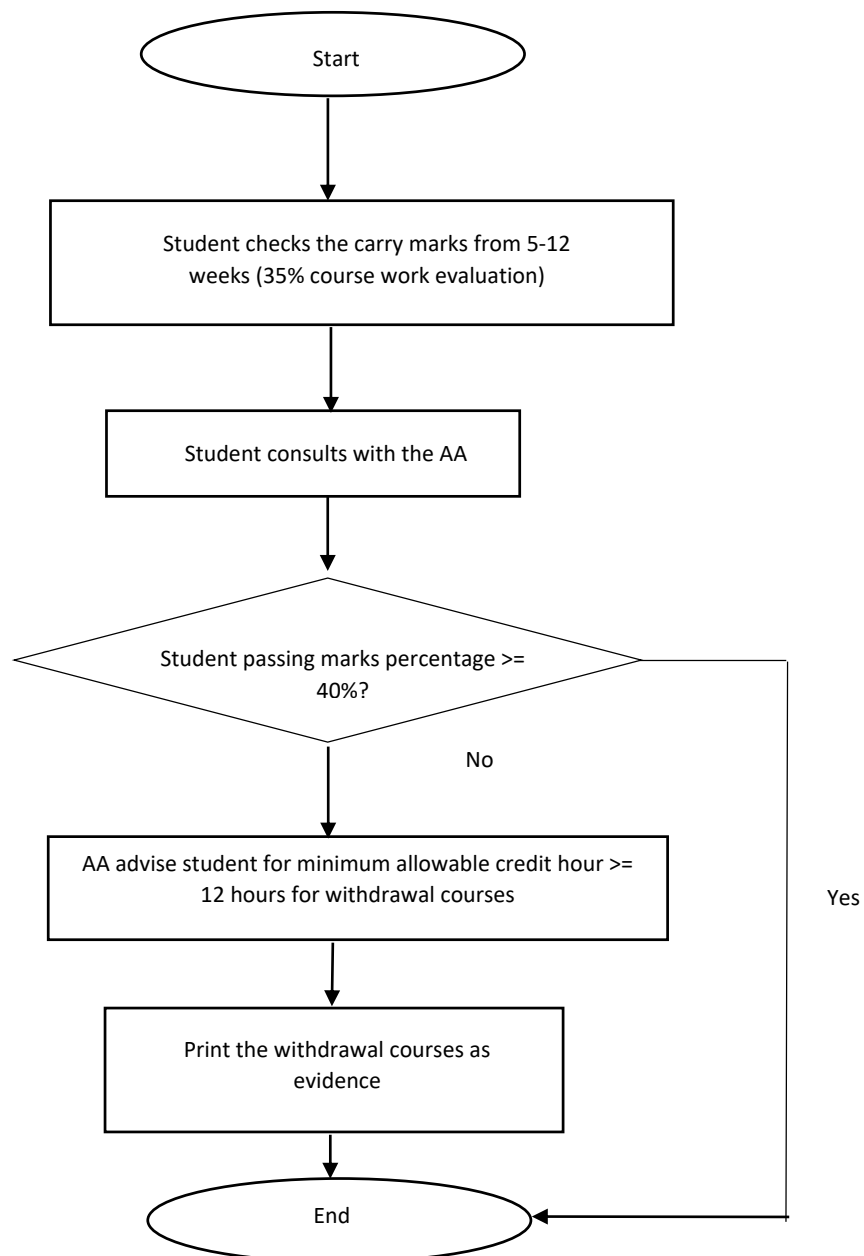 Start
Student checks the carry marks from 5-12
weeks (35% course work evaluation)
Student consults with the AA
Student passing marks percentage >=
40%?
No
AA advise student for minimum allowable credit hour >=
12 hours for withdrawal courses
Yes
Print the withdrawal courses as
evidence
End